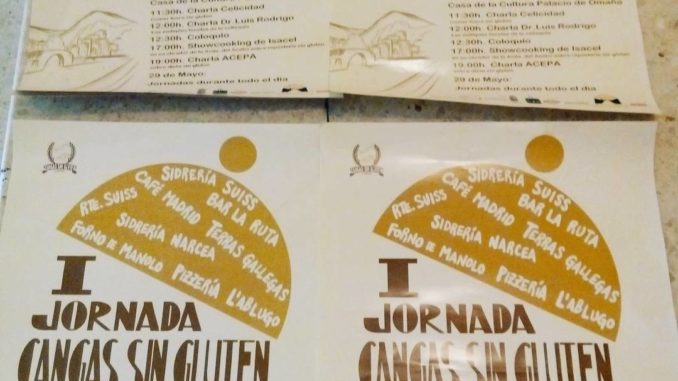 Casa de la Cultura
11:30h. Charla Celicidad
12:00h. Charla Dr Luis Rodrigo
12:30h. Coloquio
17:00h. Showcooking de Isacel
19:00h. Charla ACEPA
29 de Mayo:
Jornadas durante todo el dia
Casa de la Cultura Palacio de Omaña
11:30h. Charla Celicidad
12:00h. Charla Dr Luis Rodrigo
12:30h. Coloquio
17:00h. Showcooking de Isacel
19:00h. Charla ACEPA
29 de Mayo:
Jornadas durante todo el dia
SIDRERÍA SUISS
BAR LA RUTA
RTE. SUISS
CAFÉ MADRID
TERRAS GALLEGAS
SIDRERÍA NARCEA
FORNO DE MANOLO
PIZZERÍA L'ABLUGO
I
JORNADA
CANGAS SIN GLUTEN
SIDRERÍA SUISS
BAR LA RUTA
RTE. SUISS
CAFÉ MADRID
TERRAS GALLEGAS
SIDRERÍA NARCEA
FORNO DE MANOLO
PIZZERÍA L'ABLUGO
I
JORNADA
CANGAS SIN GLUTEN